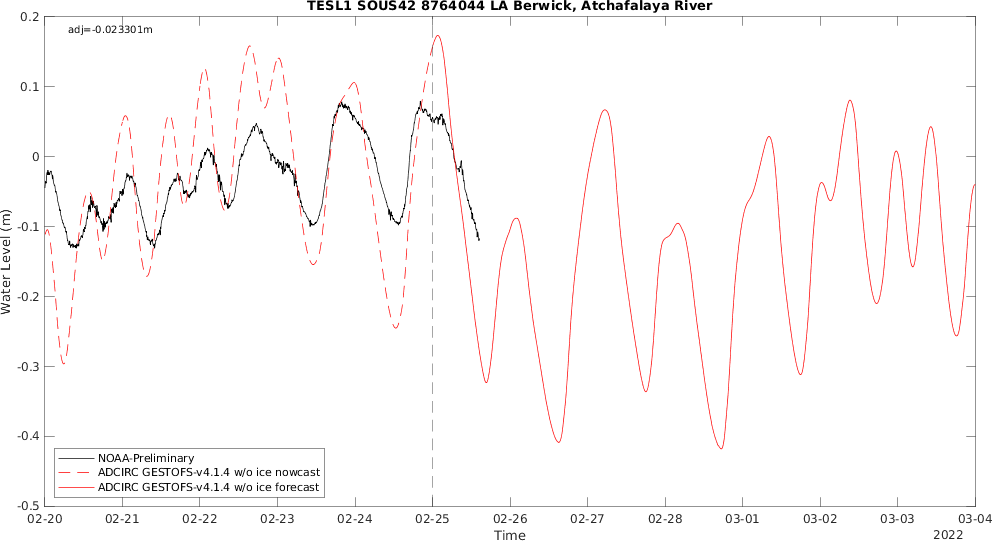 TESL1 SOUS42 8764044 LA Berwick, Atchafalaya River
adj=-0.023301m
0.2
0.1
0
-0.1
-0.2
-0.3
-0.4
-0.5
Water Level (m)
NOAA-Preliminary
ADCIRC GESTOFS-v4.1.4 w/o ice nowcast
ADCIRC GESTOFS-v4.1.4 w/o ice forecast
02-20 02-21 02-22 02-23 02-24 02-25 02-26 02-27 02-28 03-01 03-02 03-03 03-04
Time
2022